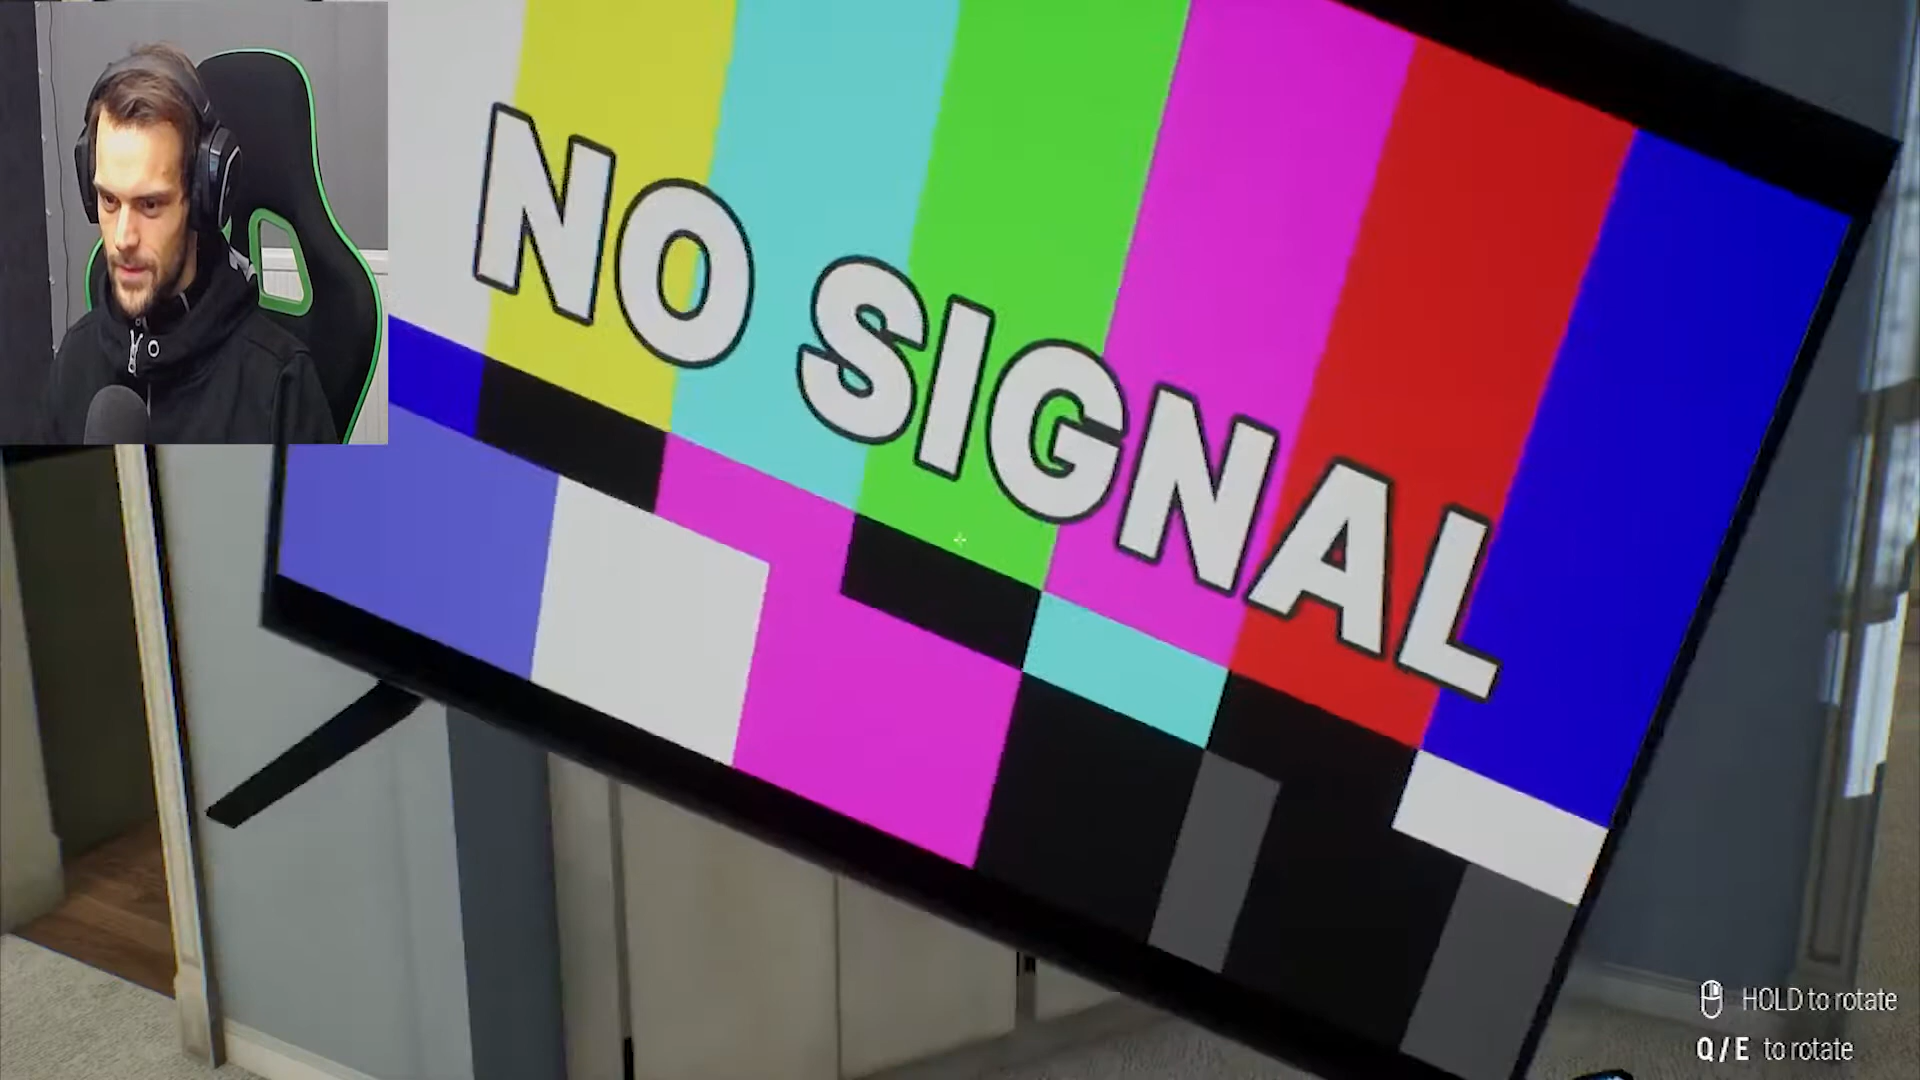 NO SIGNAL
HOLD to rotate
Q / E to rotate